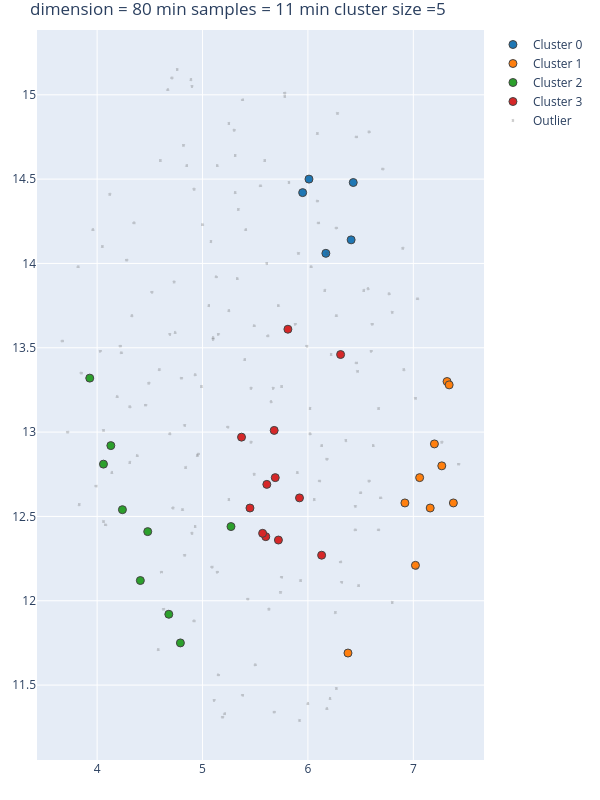 dimension = 80 min samples = 11 min cluster size =5
Cluster 0
Cluster 1
Cluster 2
Cluster 3
Outlier
15
14.5
14
13.5
13
12.5
12
11.5
4 5 6 7